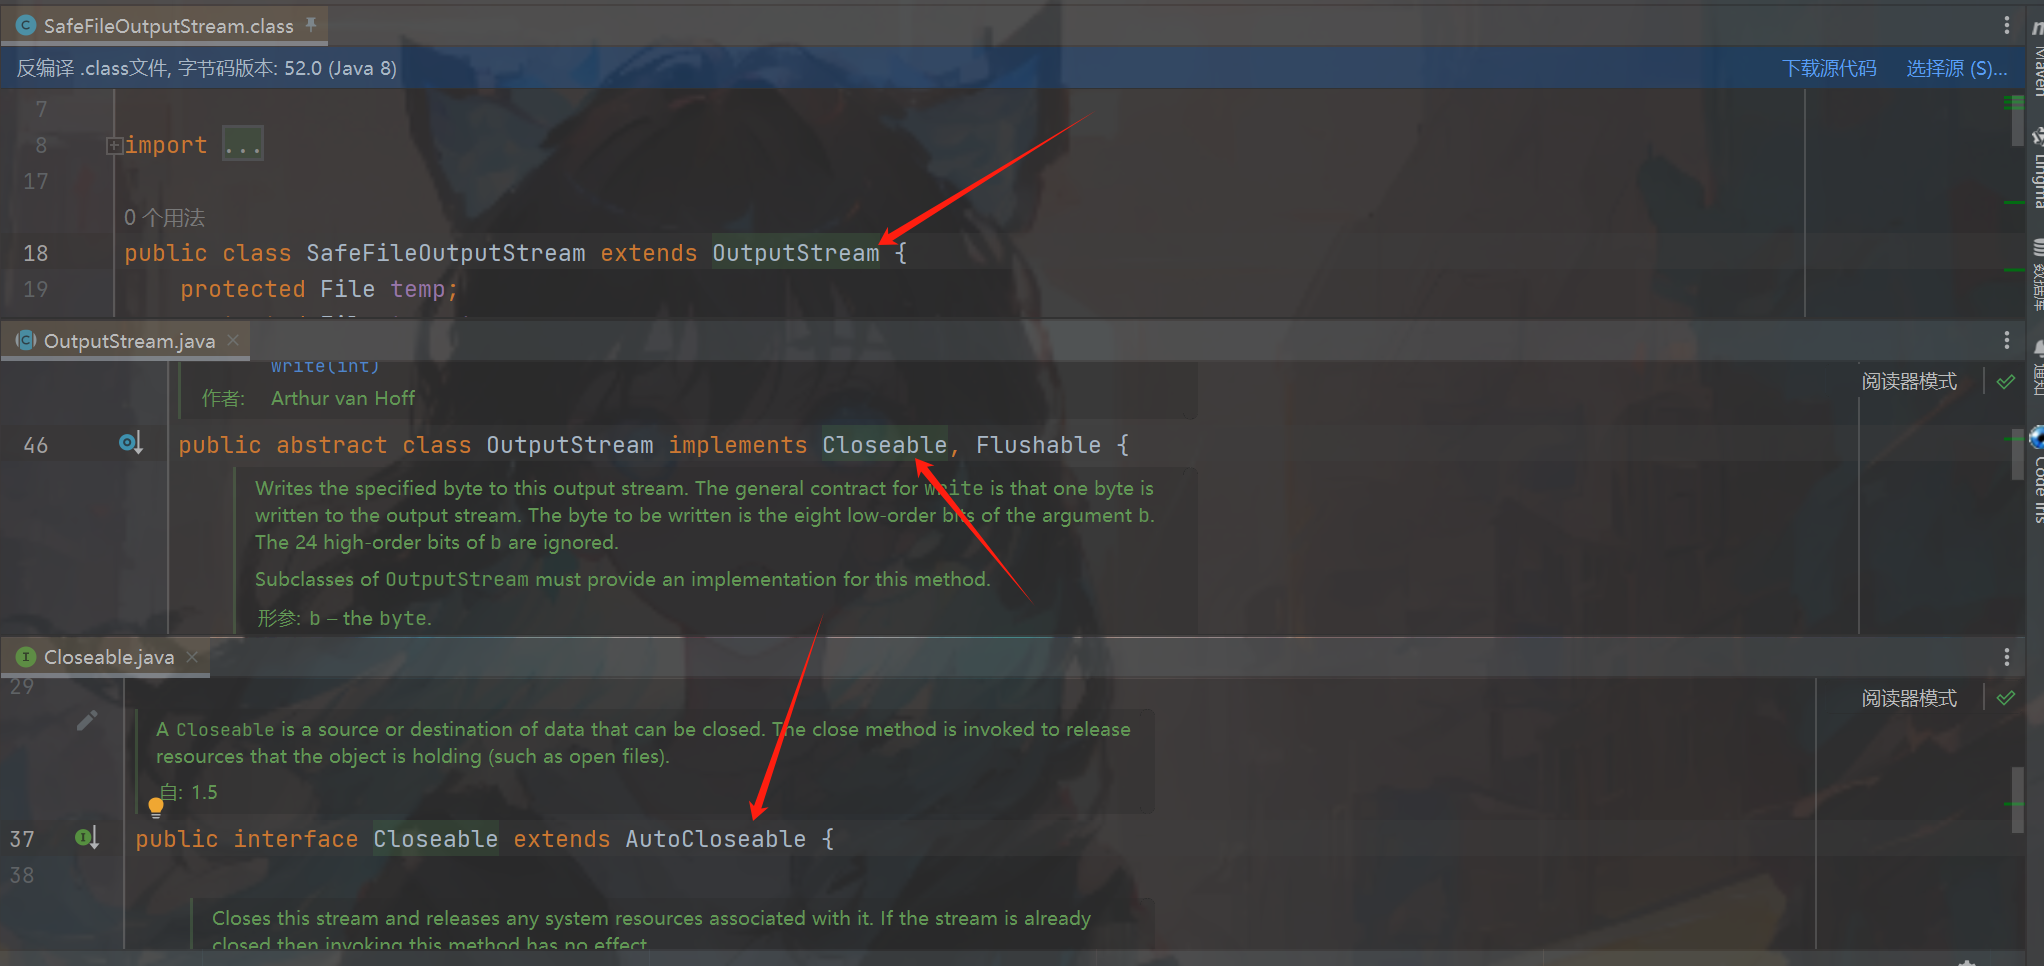 SafeFileOutputStream.class
反编译 .class文件, 字节码版本: 52.0 (Java 8)
下载源代码 选择源 (S)...
7
8 import ...
17
0 个用法
18 public class SafeFileOutputStream extends OutputStream {
19 protected File temp;
OutputStream.java
write(int)
作者: Arthur van Hoff
阅读器模式
46 public abstract class OutputStream implements Closeable, Flushable {
Writes the specified byte to this output stream. The general contract for write is that one byte is
written to the output stream. The byte to be written is the eight low-order bits of the argument b.
The 24 high-order bits of b are ignored.
Subclasses of OutputStream must provide an implementation for this method.
形参: b – the byte.
Closeable.java
29
阅读器模式
A Closeable is a source or destination of data that can be closed. The close method is invoked to release
resources that the object is holding (such as open files).
自: 1.5
37 public interface Closeable extends AutoCloseable {
38
Closes this stream and releases any system resources associated with it. If the stream is already
closed then invoking this method has no effect.
Maven
Lingma
数据库
通知
Code Iris